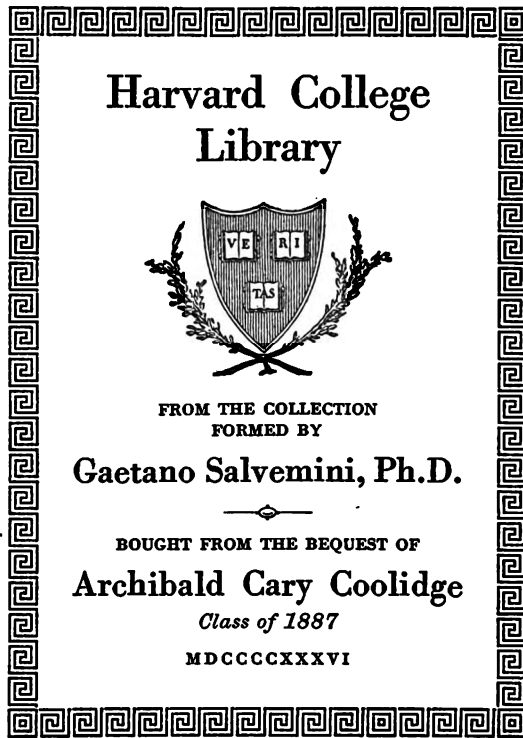 Harvard College
Library
VE RI
TAS
FROM THE COLLECTION
FORMED BY
Gaetano Salvemini, Ph.D.
BOUGHT FROM THE BEQUEST OF
Archibald Cary Coolidge
Class of 1887
MDCCCCXXXVI